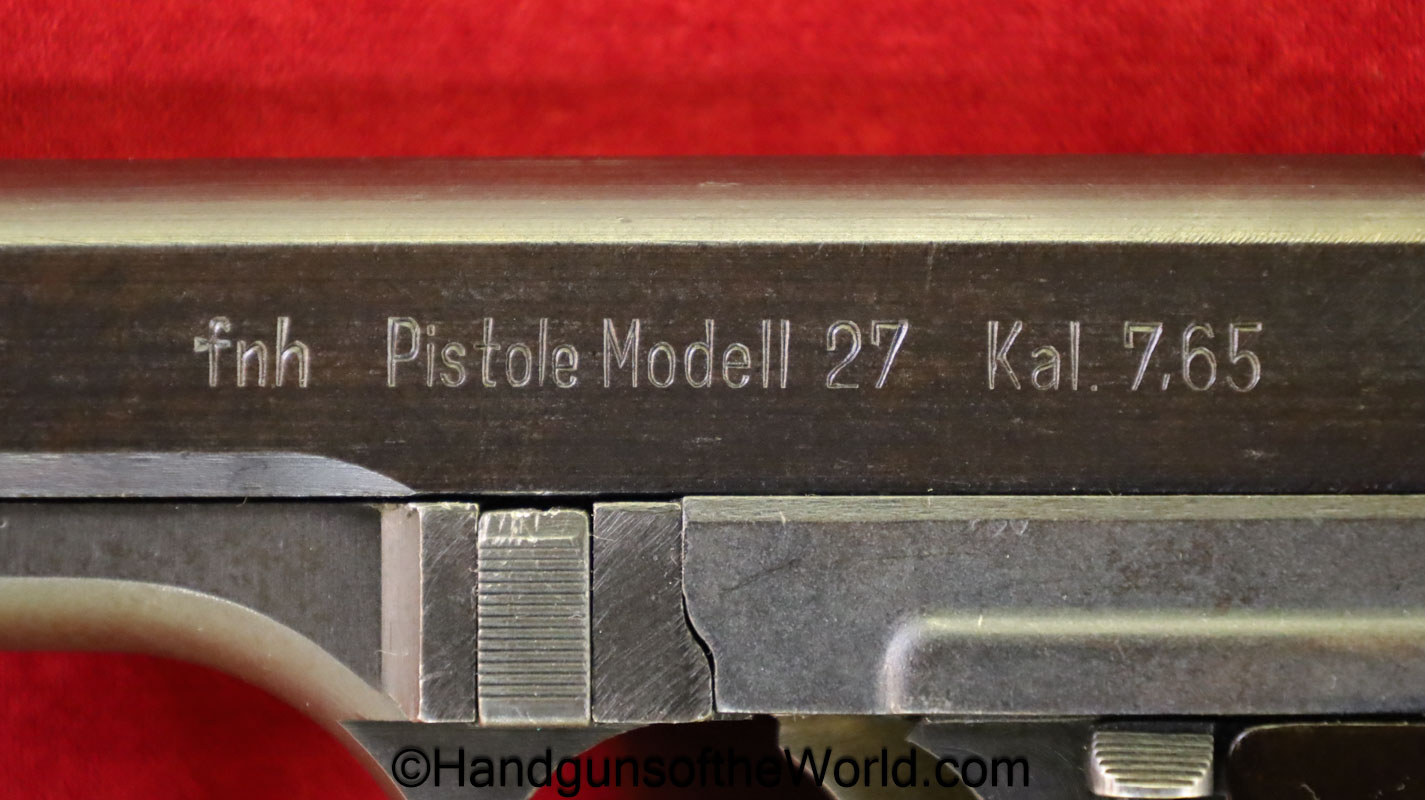 fnh Pistole Modell 27 Kal. 7,65
©HandgunsoftheWorld.com